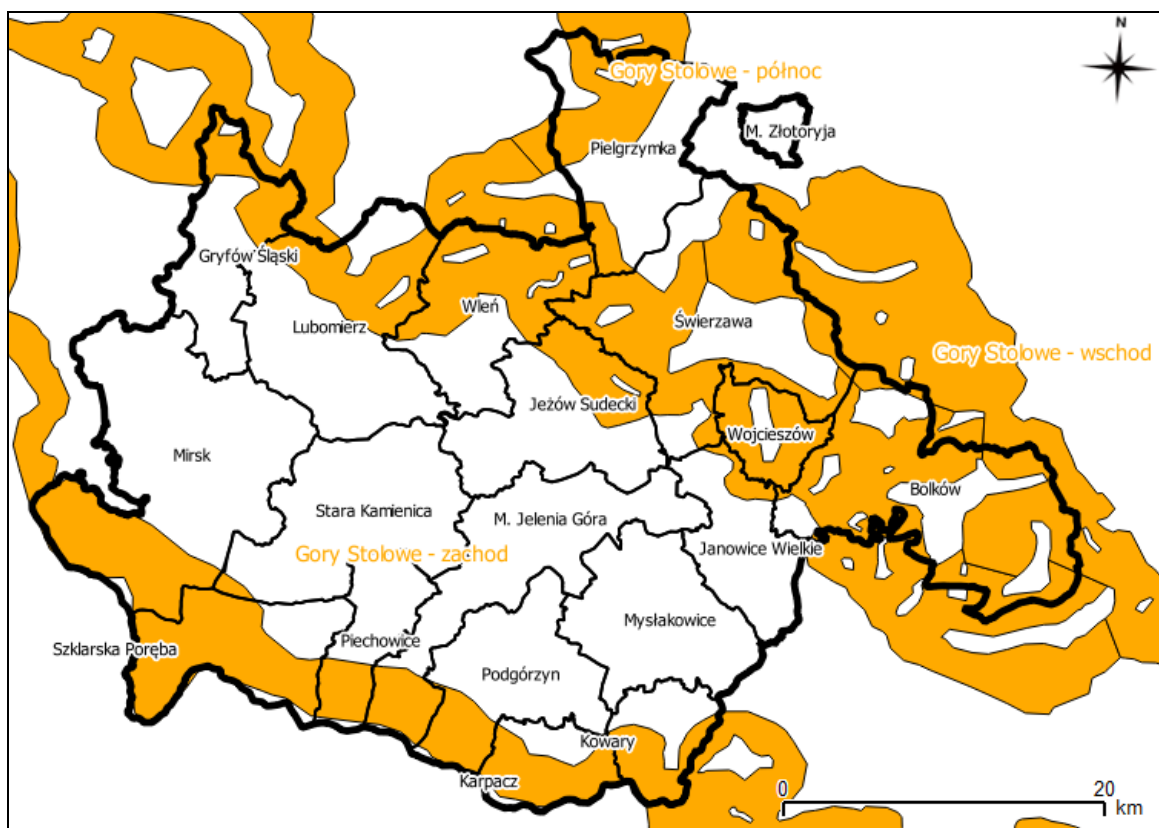 N
Gory Stolowe - północ
M. Złotoryja
Pielgrzymka
Gryfów Śląski
Wleń
Lubomierz
Świerzawa
Gory Stolowe - wschod
Jeżów Sudecki
Wojcieszów
Mirsk
Bolków
Stara Kamienica
M. Jelenia Góra
Janowice Wielkie
Gory Stolowe - zachod
Mysłakowice
Piechowice
Szklarska Poręba
Podgórzyn
Kowary
Karpacz
0 20
km